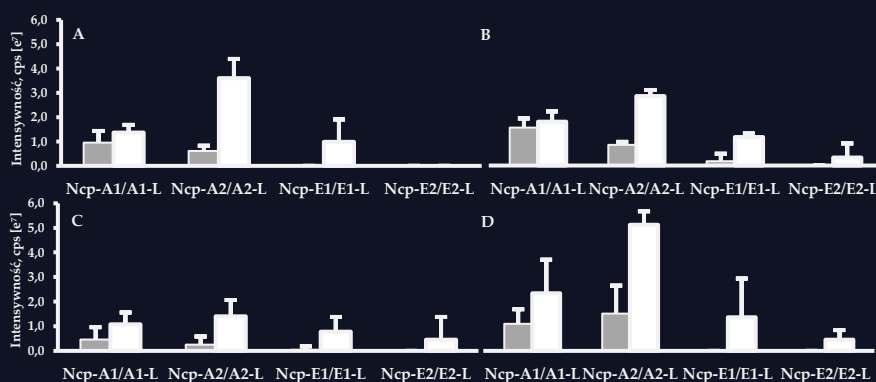 A
B
Intensywność, cps [e⁷]
6,0
5,0
4,0
3,0
2,0
1,0
0,0
Ncp-A1/A1-L Ncp-A2/A2-L Ncp-E1/E1-L Ncp-E2/E2-L
Ncp-A1/A1-L Ncp-A2/A2-L Ncp-E1/E1-L Ncp-E2/E2-L
C
D
Intensywność, cps [e⁷]
6,0
5,0
4,0
3,0
2,0
1,0
0,0
Ncp-A1/A1-L Ncp-A2/A2-L Ncp-E1/E1-L Ncp-E2/E2-L
Ncp-A1/A1-L Ncp-A2/A2-L Ncp-E1/E1-L Ncp-E2/E2-L